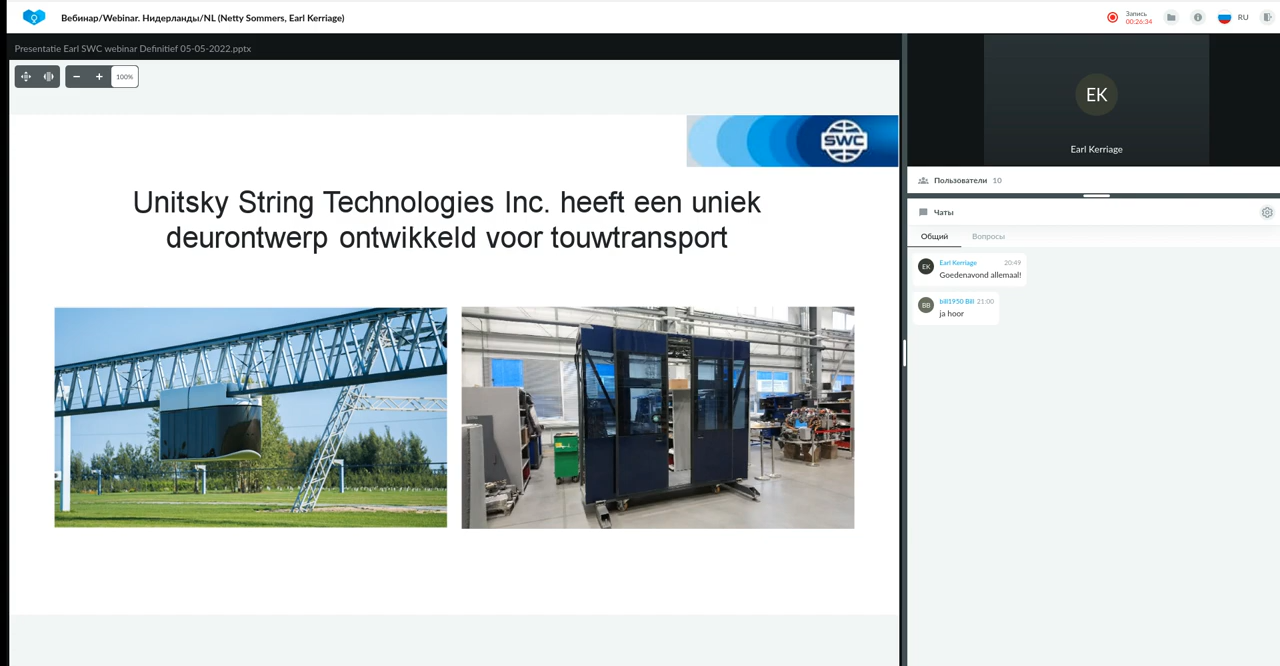 Вебинар/Webinar. Нидерланды/NL (Netty Sommers, Earl Kerriage)
Запись
00:26:34
RU
Presentatie Earl SWC webinar Definitief 05-05-2022.pptx
100%
SWC
Unitsky String Technologies Inc. heeft een uniek
deurontwerp ontwikkeld voor touwtransport
EK
Earl Kerriage
Пользователи 10
Чаты
Общий Вопросы
EK
Earl Kerriage 20:49
Goedenavond allemaal!
BB
bill1950 Bill 21:00
ja hoor